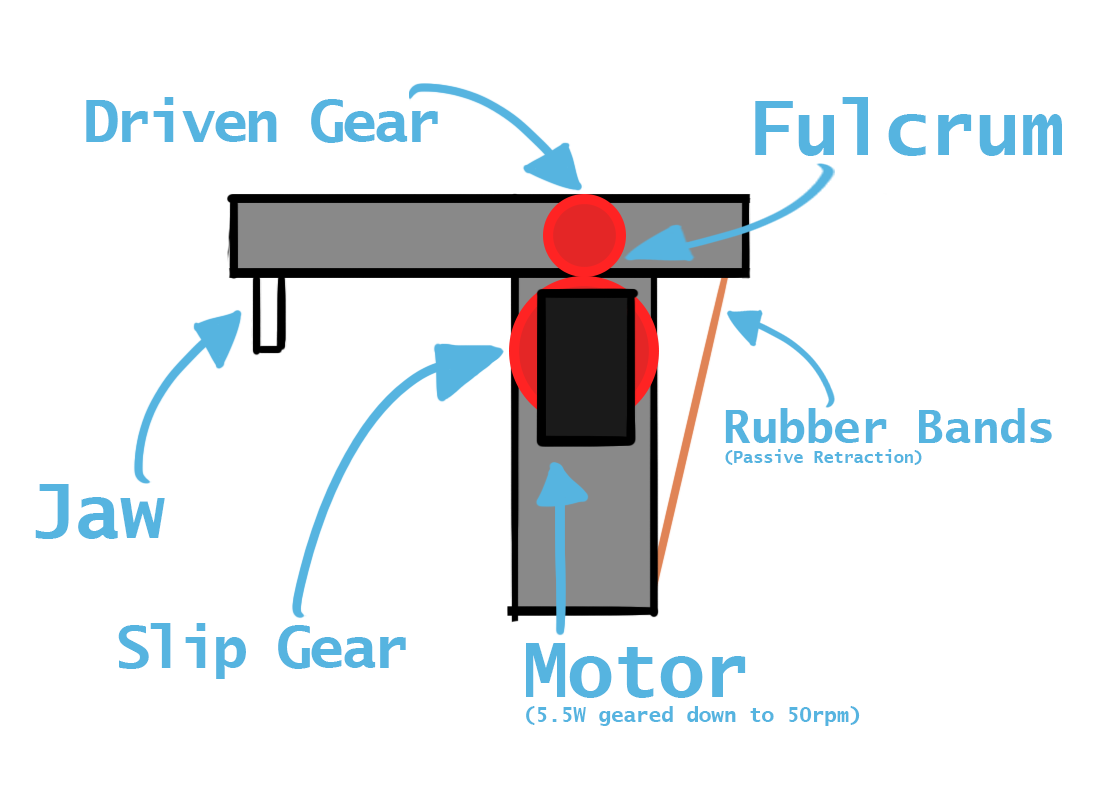 Driven Gear
Fulcrum
Rubber Bands
(Passive Retraction)
Jaw
Slip Gear
Motor
(5.5W geared down to 50rpm)